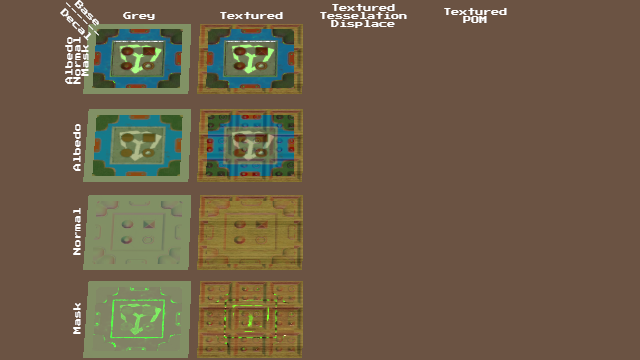 Base
-----
Decal
Grey
Textured
Textured
Tesselation
Displace
Textured
POM
Albedo
Normal
Mask
Albedo
Normal
Mask